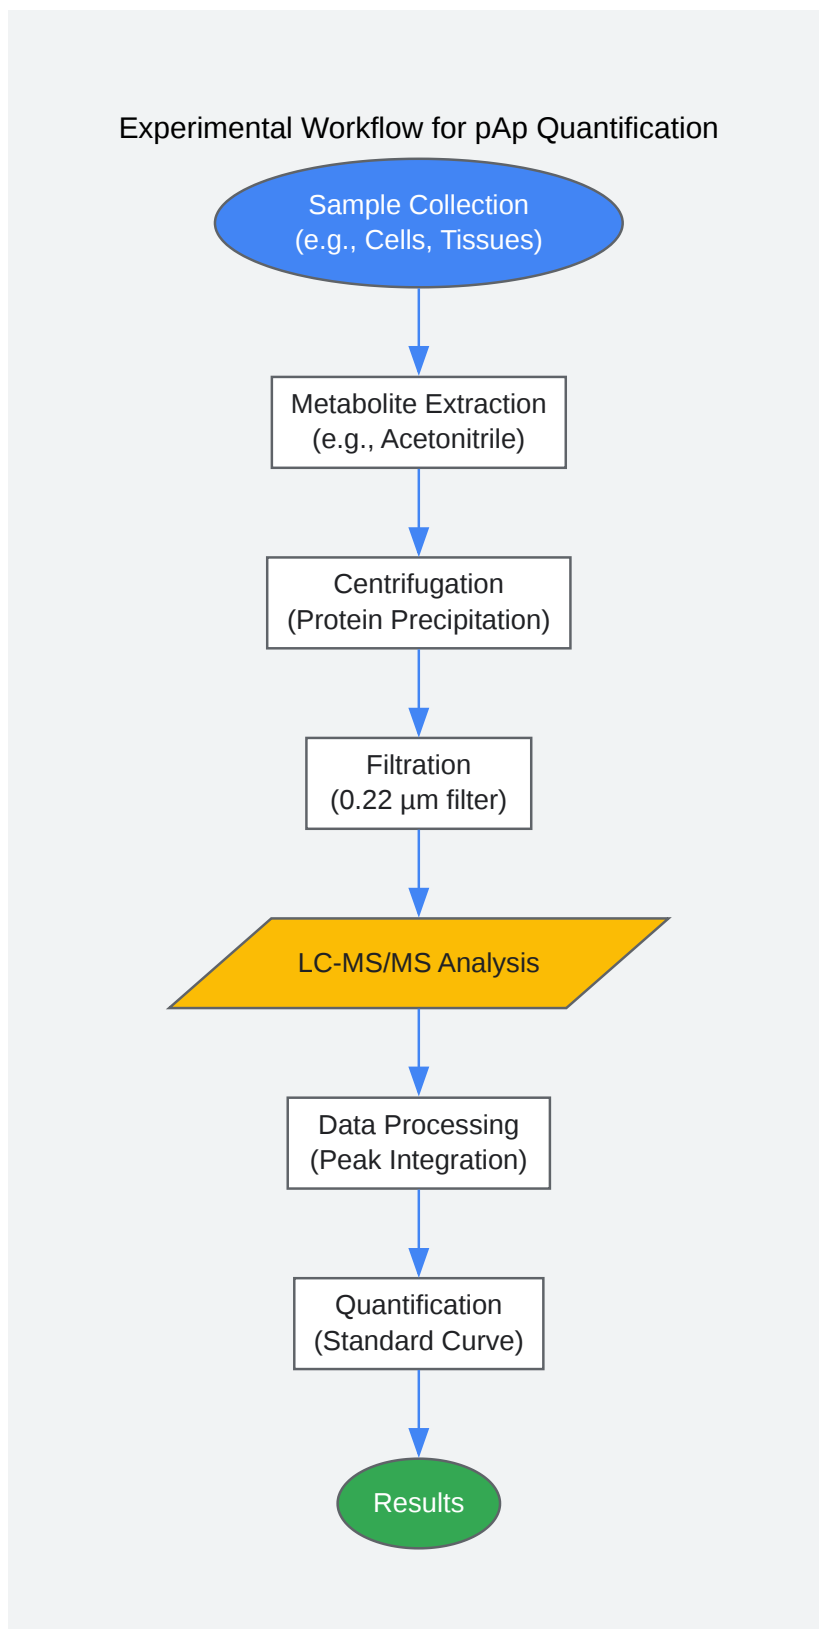 Experimental Workflow for pAp Quantification
Sample Collection
(e.g., Cells, Tissues)
Metabolite Extraction
(e.g., Acetonitrile)
Centrifugation
(Protein Precipitation)
Filtration
(0.22 µm filter)
LC-MS/MS Analysis
Data Processing
(Peak Integration)
Quantification
(Standard Curve)
Results